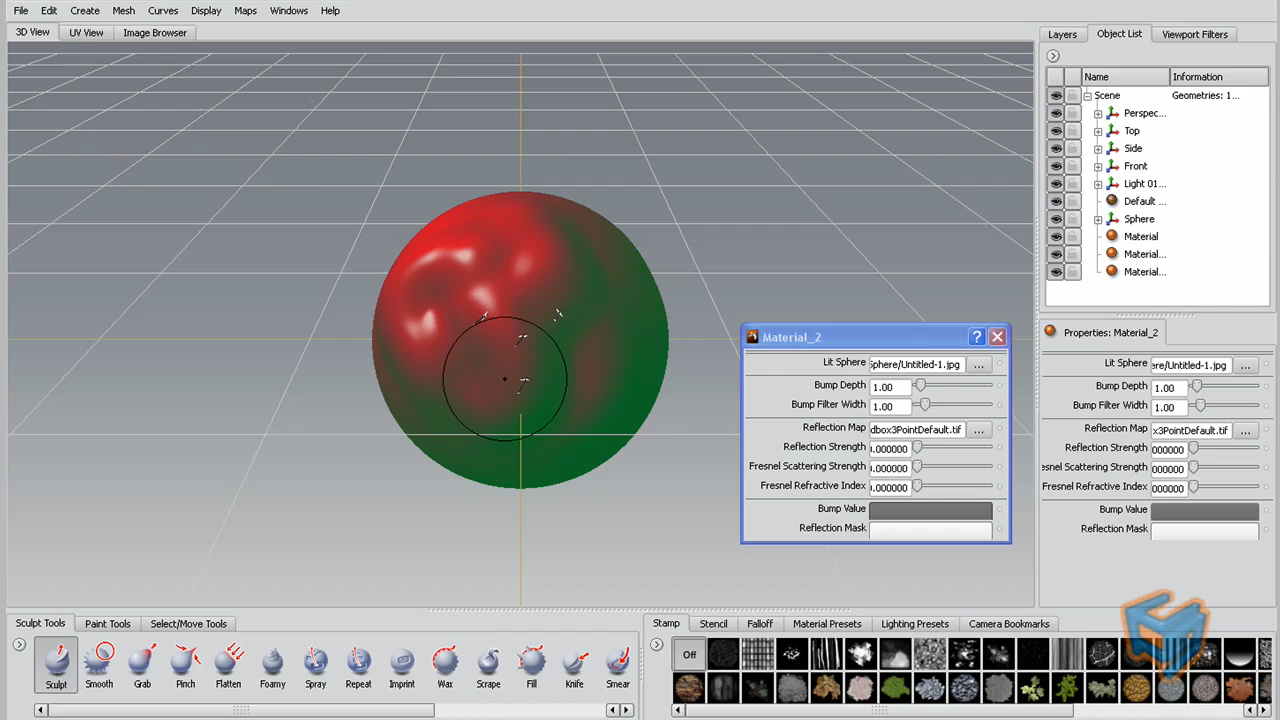 File Edit Create Mesh Curves Display Maps Windows Help
3D View UV View Image Browser
Layers Object List Viewport Filters
Name Information
Scene Geometries: 1...
Perspec...
Top
Side
Front
Light 01...
Default ...
Sphere
Material
Material...
Material...
Material_2
Lit Sphere Sphere/Untitled-1.jpg ...
Bump Depth 1.00
Bump Filter Width 1.00
Reflection Map dbox3PointDefault.tif ...
Reflection Strength .000000
Fresnel Scattering Strength .000000
Fresnel Refractive Index .000000
Bump Value
Reflection Mask
Properties: Material_2
Lit Sphere ere/Untitled-1.jpg ...
Bump Depth 1.00
Bump Filter Width 1.00
Reflection Map x3PointDefault.tif ...
Reflection Strength 000000
esnel Scattering Strength 000000
Fresnel Refractive Index 000000
Bump Value
Reflection Mask
Sculpt Tools Paint Tools Select/Move Tools
Sculpt Smooth Grab Pinch Flatten Foamy Spray Repeat Imprint Wax Scrape Fill Knife Smear
Stamp Stencil Falloff Material Presets Lighting Presets Camera Bookmarks
Off